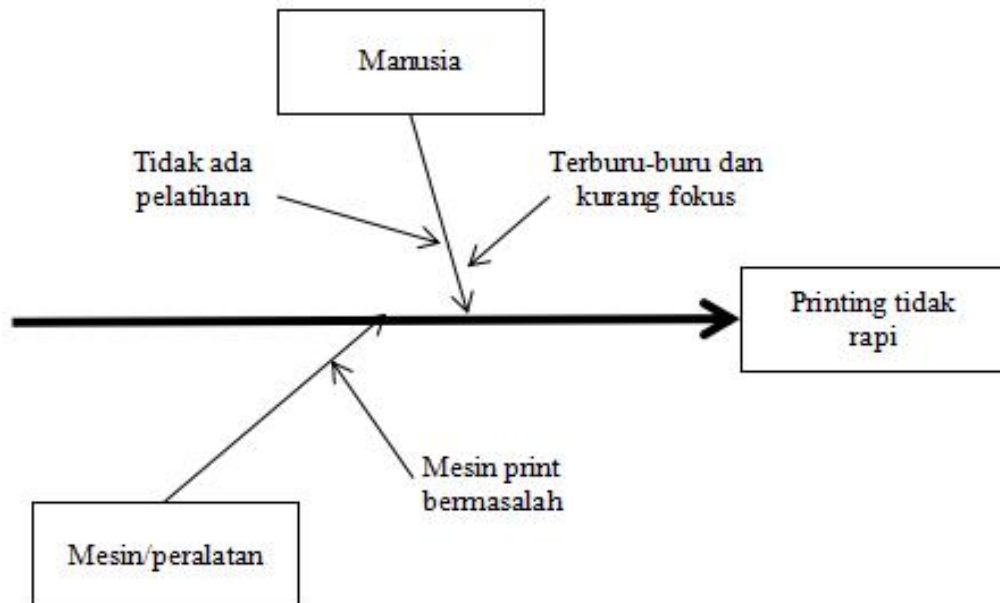 Manusia
Tidak ada
pelatihan
Terburu-buru dan
kurang fokus
Printing tidak
rapi
Mesin print
bermasalah
Mesin/peralatan